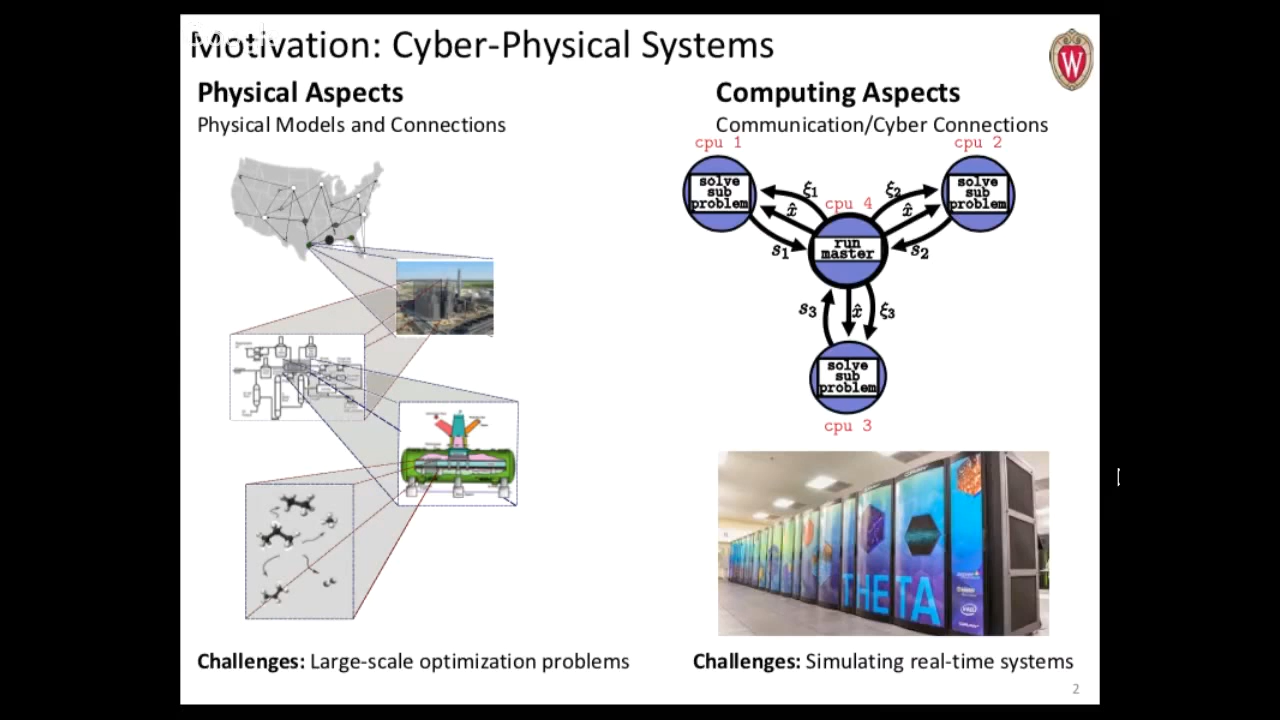 Motivation: Cyber-Physical Systems
W
Physical Aspects
Physical Models and Connections
Computing Aspects
Communication/Cyber Connections
cpu 1
cpu 2
solve
sub
problem
solve
sub
problem
ξ1
x̂
s1
cpu 4
run
master
ξ2
x̂
s2
s3
x̂
ξ3
solve
sub
problem
cpu 3
THETA
intel
Challenges: Large-scale optimization problems
Challenges: Simulating real-time systems
2